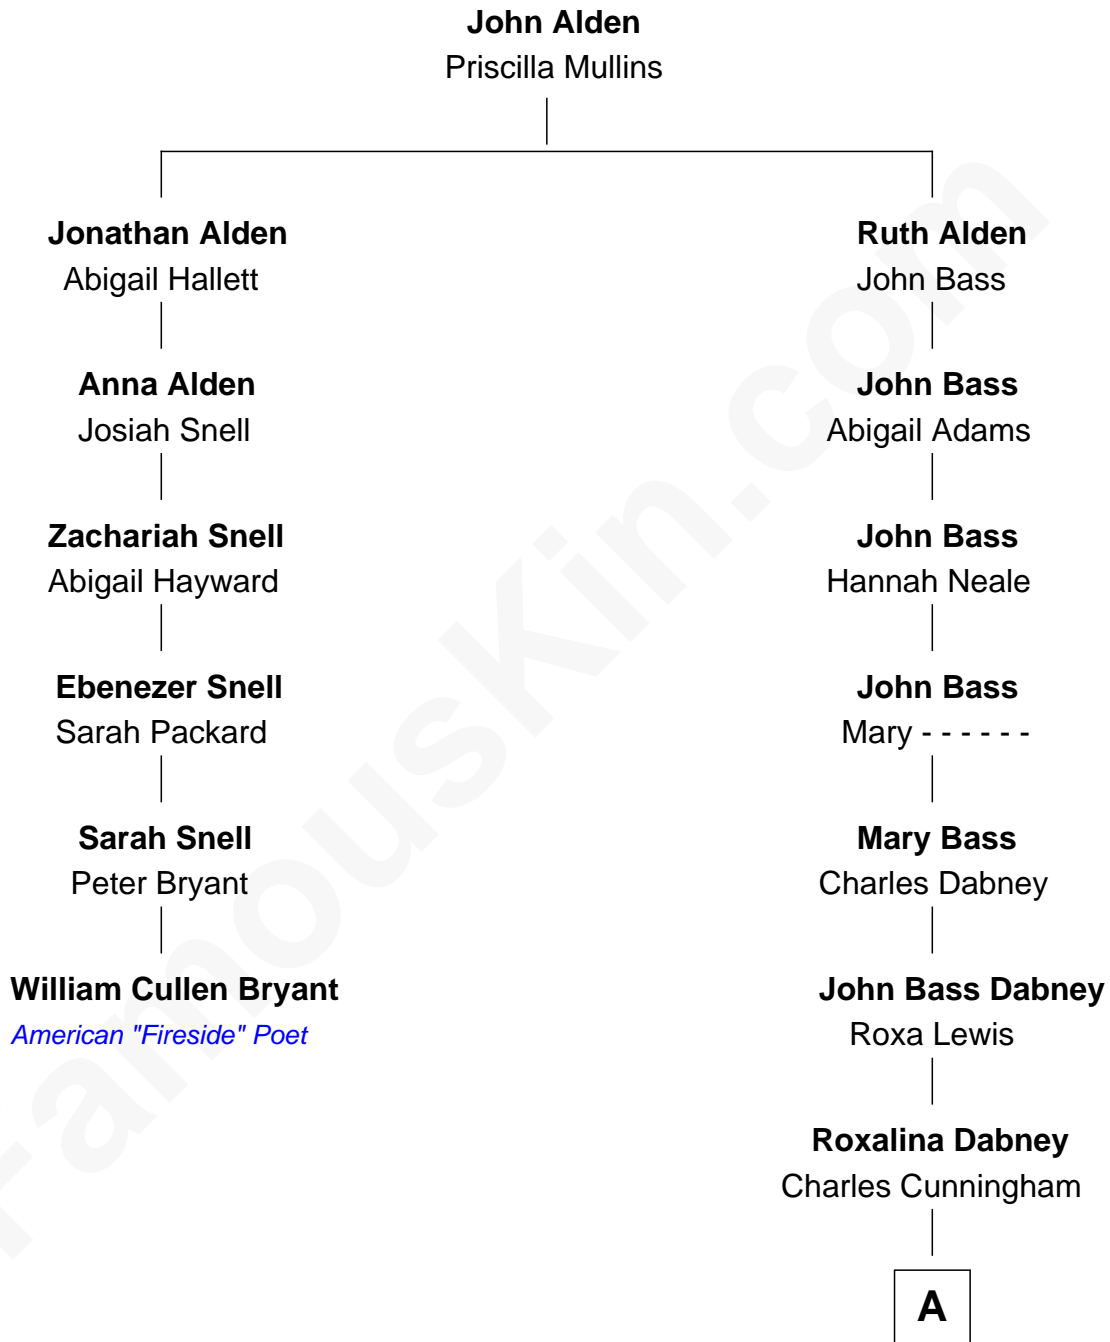 John Alden
Priscilla Mullins
Jonathan Alden
Abigail Hallett
Ruth Alden
John Bass
Anna Alden
Josiah Snell
John Bass
Abigail Adams
Zachariah Snell
Abigail Hayward
John Bass
Hannah Neale
Ebenezer Snell
Sarah Packard
John Bass
Mary - - - - - -
Sarah Snell
Peter Bryant
Mary Bass
Charles Dabney
William Cullen Bryant
American "Fireside" Poet
John Bass Dabney
Roxa Lewis
Roxalina Dabney
Charles Cunningham
A
FamousKin.com